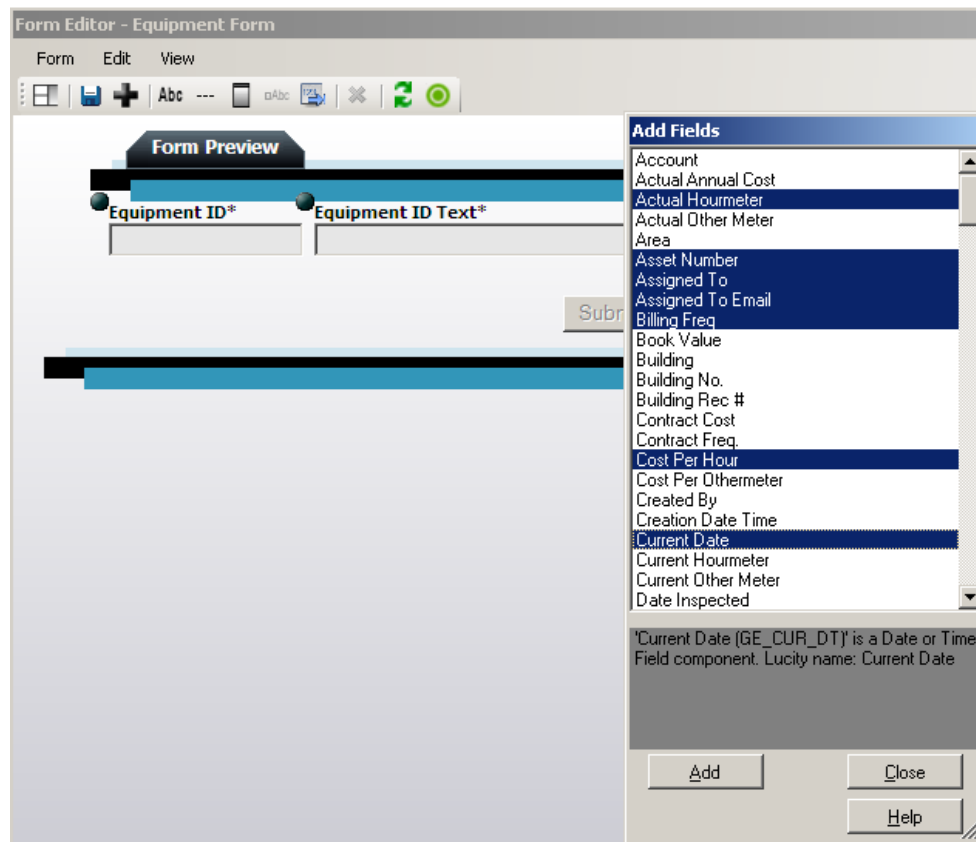 Form Editor - Equipment Form
Form Edit View
Abc --- Abc
Form Preview
Equipment ID* Equipment ID Text*
Subr
Add Fields
Account
Actual Annual Cost
Actual Hourmeter
Actual Other Meter
Area
Asset Number
Assigned To
Assigned To Email
Billing Freq
Book Value
Building
Building No.
Building Rec #
Contract Cost
Contract Freq.
Cost Per Hour
Cost Per Othermeter
Created By
Creation Date Time
Current Date
Current Hourmeter
Current Other Meter
Date Inspected
'Current Date (GE_CUR_DT)' is a Date or Time
Field component. Lucity name: Current Date
Add Close
Help